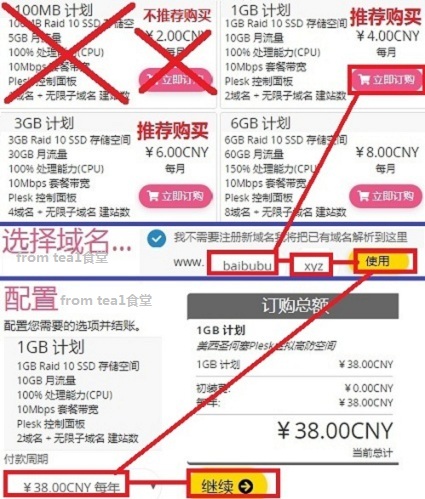 100MB 计划
不推荐购买
100MB Raid 10 SSD 存储空
5GB 月流量
¥2.00CNY
100% 处理能力(CPU)
每月
10Mbps 套餐带宽
Plesk 控制面板
立即订购
2域名 + 无限子域名 建站数
1GB 计划
推荐购买
1GB Raid 10 SSD 存储空间
10GB 月流量
¥4.00CNY
100% 处理能力(CPU)
每月
10Mbps 套餐带宽
Plesk 控制面板
立即订购
2域名 + 无限子域名 建站数
3GB 计划
推荐购买
3GB Raid 10 SSD 存储空间
30GB 月流量
¥6.00CNY
100% 处理能力(CPU)
每月
10Mbps 套餐带宽
Plesk 控制面板
立即订购
4域名 + 无限子域名 建站数
6GB 计划
6GB Raid 10 SSD 存储空间
60GB 月流量
¥8.00CNY
150% 处理能力(CPU)
每月
10Mbps 套餐带宽
Plesk 控制面板
立即订购
8域名 + 无限子域名 建站数
选择域名...
from tea1食堂
我不需要注册新域名我将把已有域名解析到这里
www. baibubu xyz 使用
配置
from tea1食堂
配置您需要的选项并结账。
1GB 计划
1GB Raid 10 SSD 存储空间
10GB 月流量
100% 处理能力(CPU)
10Mbps 套餐带宽
Plesk 控制面板
2域名 + 无限子域名 建站数
付款周期
¥38.00CNY 每年
订购总额
1GB 计划
美西圣何塞Plesk虚拟高防空间
1GB 计划 ¥38.00CNY
初装费: ¥0.00CNY
每年: ¥38.00CNY
¥38.00CNY
当前总计
继续